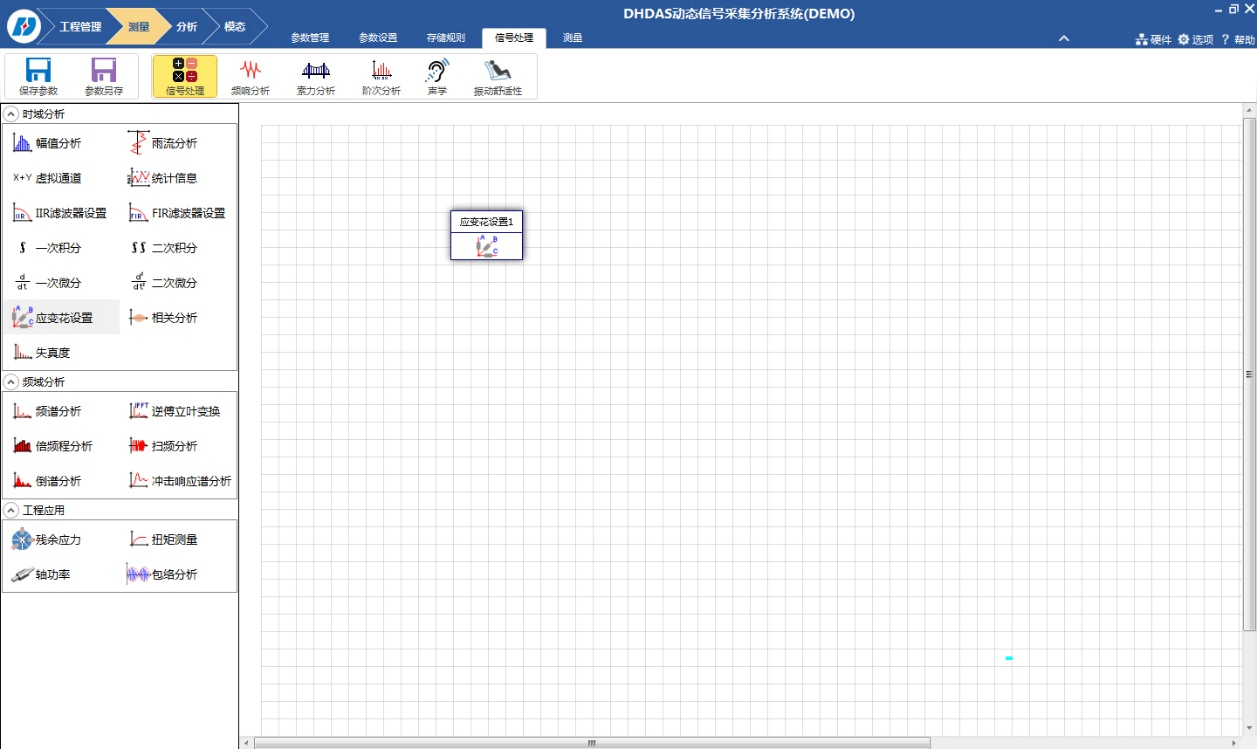 DHDAS动态信号采集分析系统(DEMO)
工程管理 测量 分析 模态
参数管理 参数设置 存储规则 信号处理 测量
硬件 选项 ? 帮助
保存参数 参数另存 信号处理 频响分析 索力分析 阶次分析 声学 振动舒适性
时域分析
幅值分析 雨流分析
X+Y 虚拟通道 统计信息
IIR IIR滤波器设置 FIR FIR滤波器设置
∫ 一次积分 ∫∫ 二次积分
d/dt 一次微分 d²/dt² 二次微分
A B C 应变花设置 相关分析
失真度
频域分析
频谱分析 IFFT 逆傅立叶变换
倍频程分析 扫频分析
倒谱分析 冲击响应谱分析
工程应用
残余应力 扭矩测量
轴功率 包络分析
应变花设置1
A B C